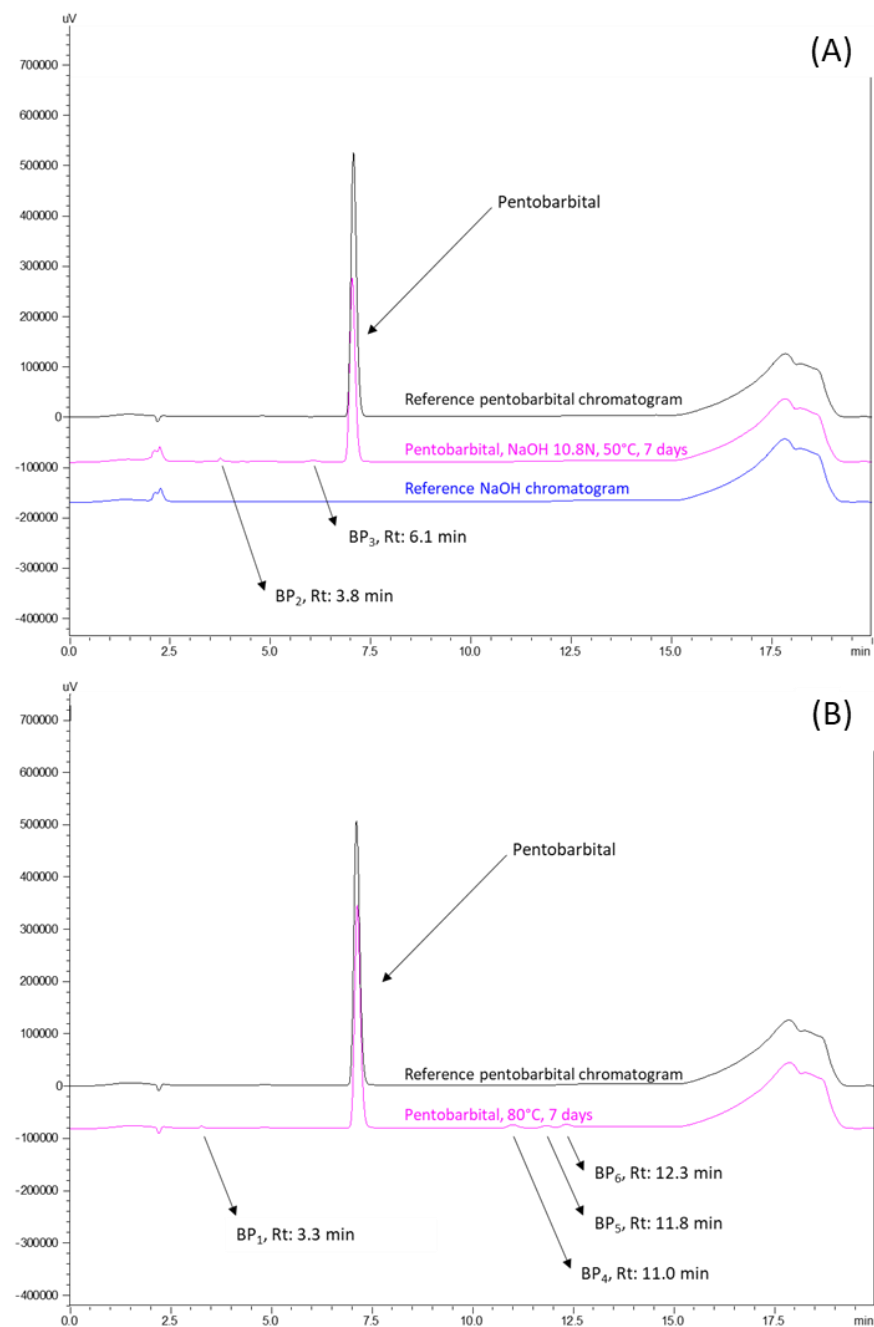 uV
(A)
700000
600000
500000
400000
300000
200000
100000
0
-100000
-200000
-300000
-400000
Pentobarbital
Reference pentobarbital chromatogram
Pentobarbital, NaOH 10.8N, 50°C, 7 days
Reference NaOH chromatogram
BP₃, Rt: 6.1 min
BP₂, Rt: 3.8 min
0.0 2.5 5.0 7.5 10.0 12.5 15.0 17.5 min
uV
(B)
700000
600000
500000
400000
300000
200000
100000
0
-100000
-200000
-300000
-400000
Pentobarbital
Reference pentobarbital chromatogram
Pentobarbital, 80°C, 7 days
BP₆, Rt: 12.3 min
BP₅, Rt: 11.8 min
BP₁, Rt: 3.3 min
BP₄, Rt: 11.0 min
0.0 2.5 5.0 7.5 10.0 12.5 15.0 17.5 min